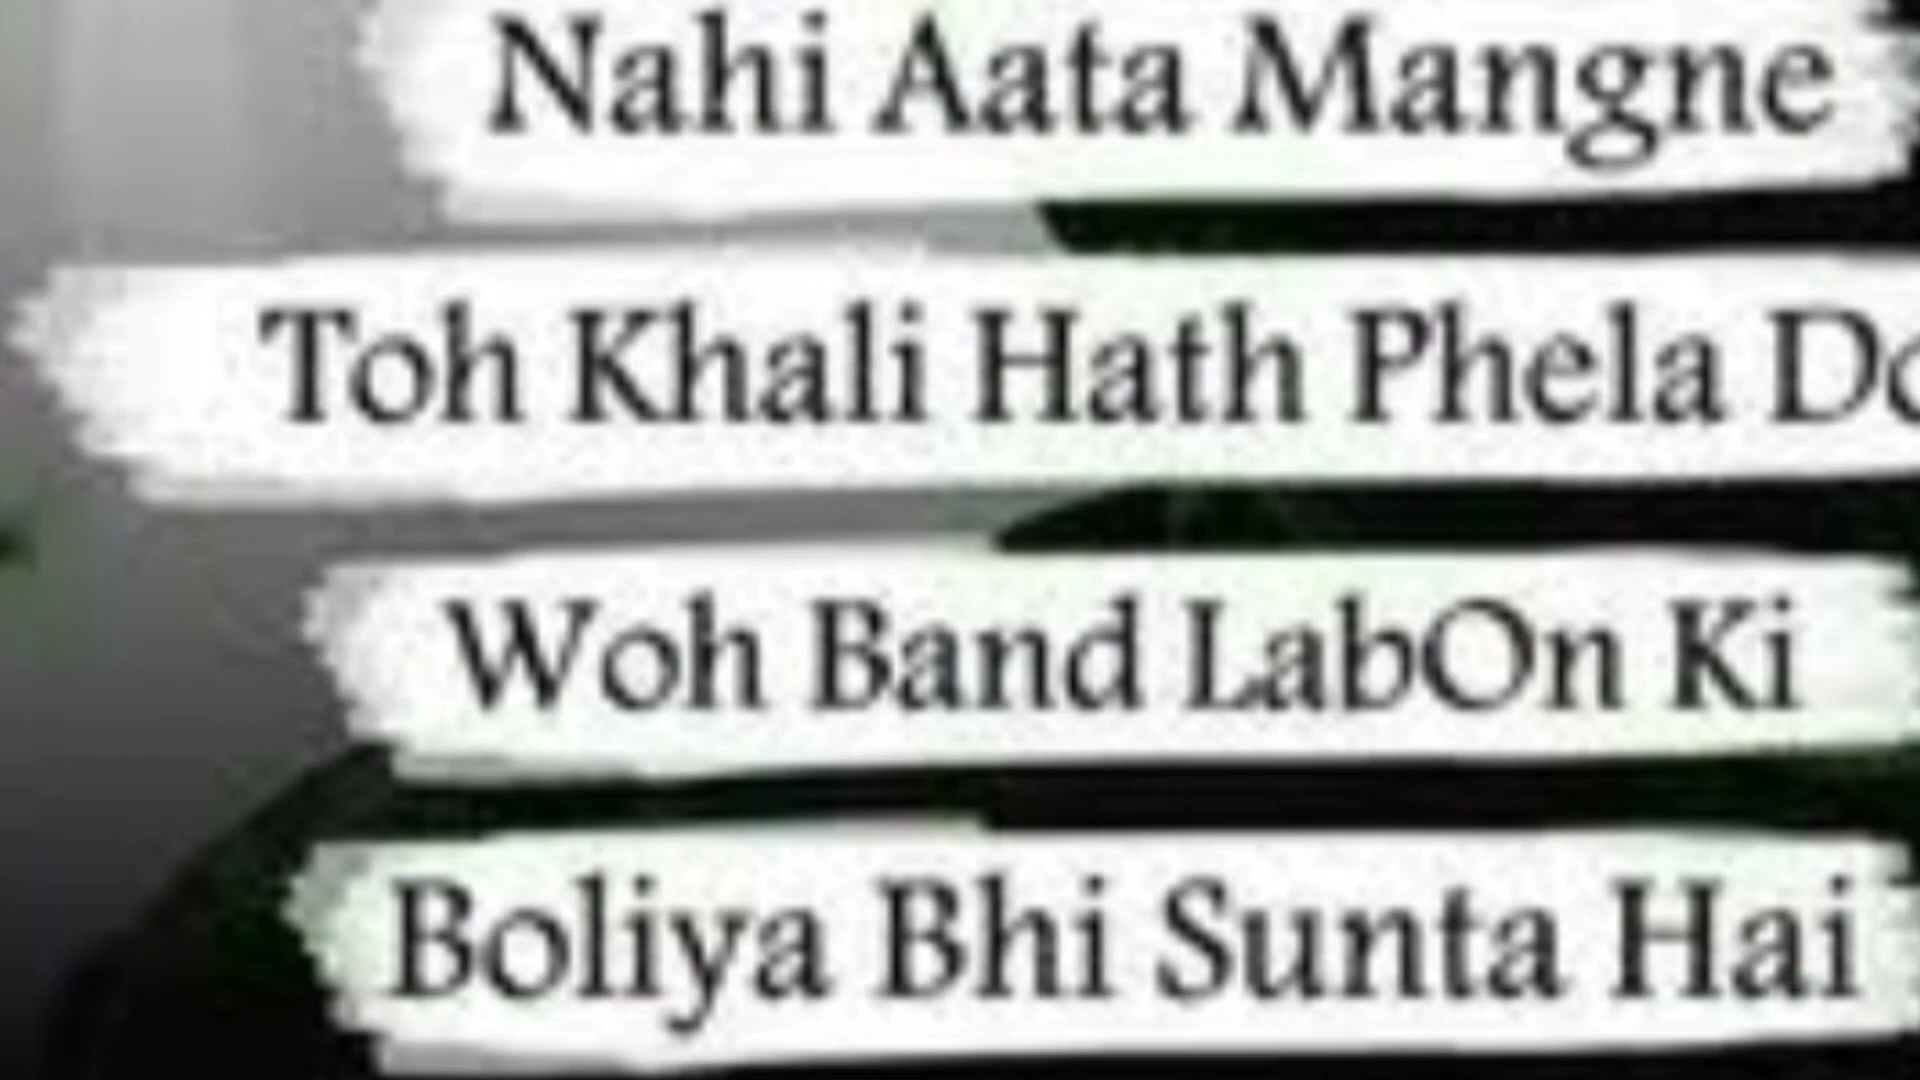 Nahi Aata Mangne
Toh Khali Hath Phela
Woh Band LabOn Ki
Boliya Bhi Sunta Hai